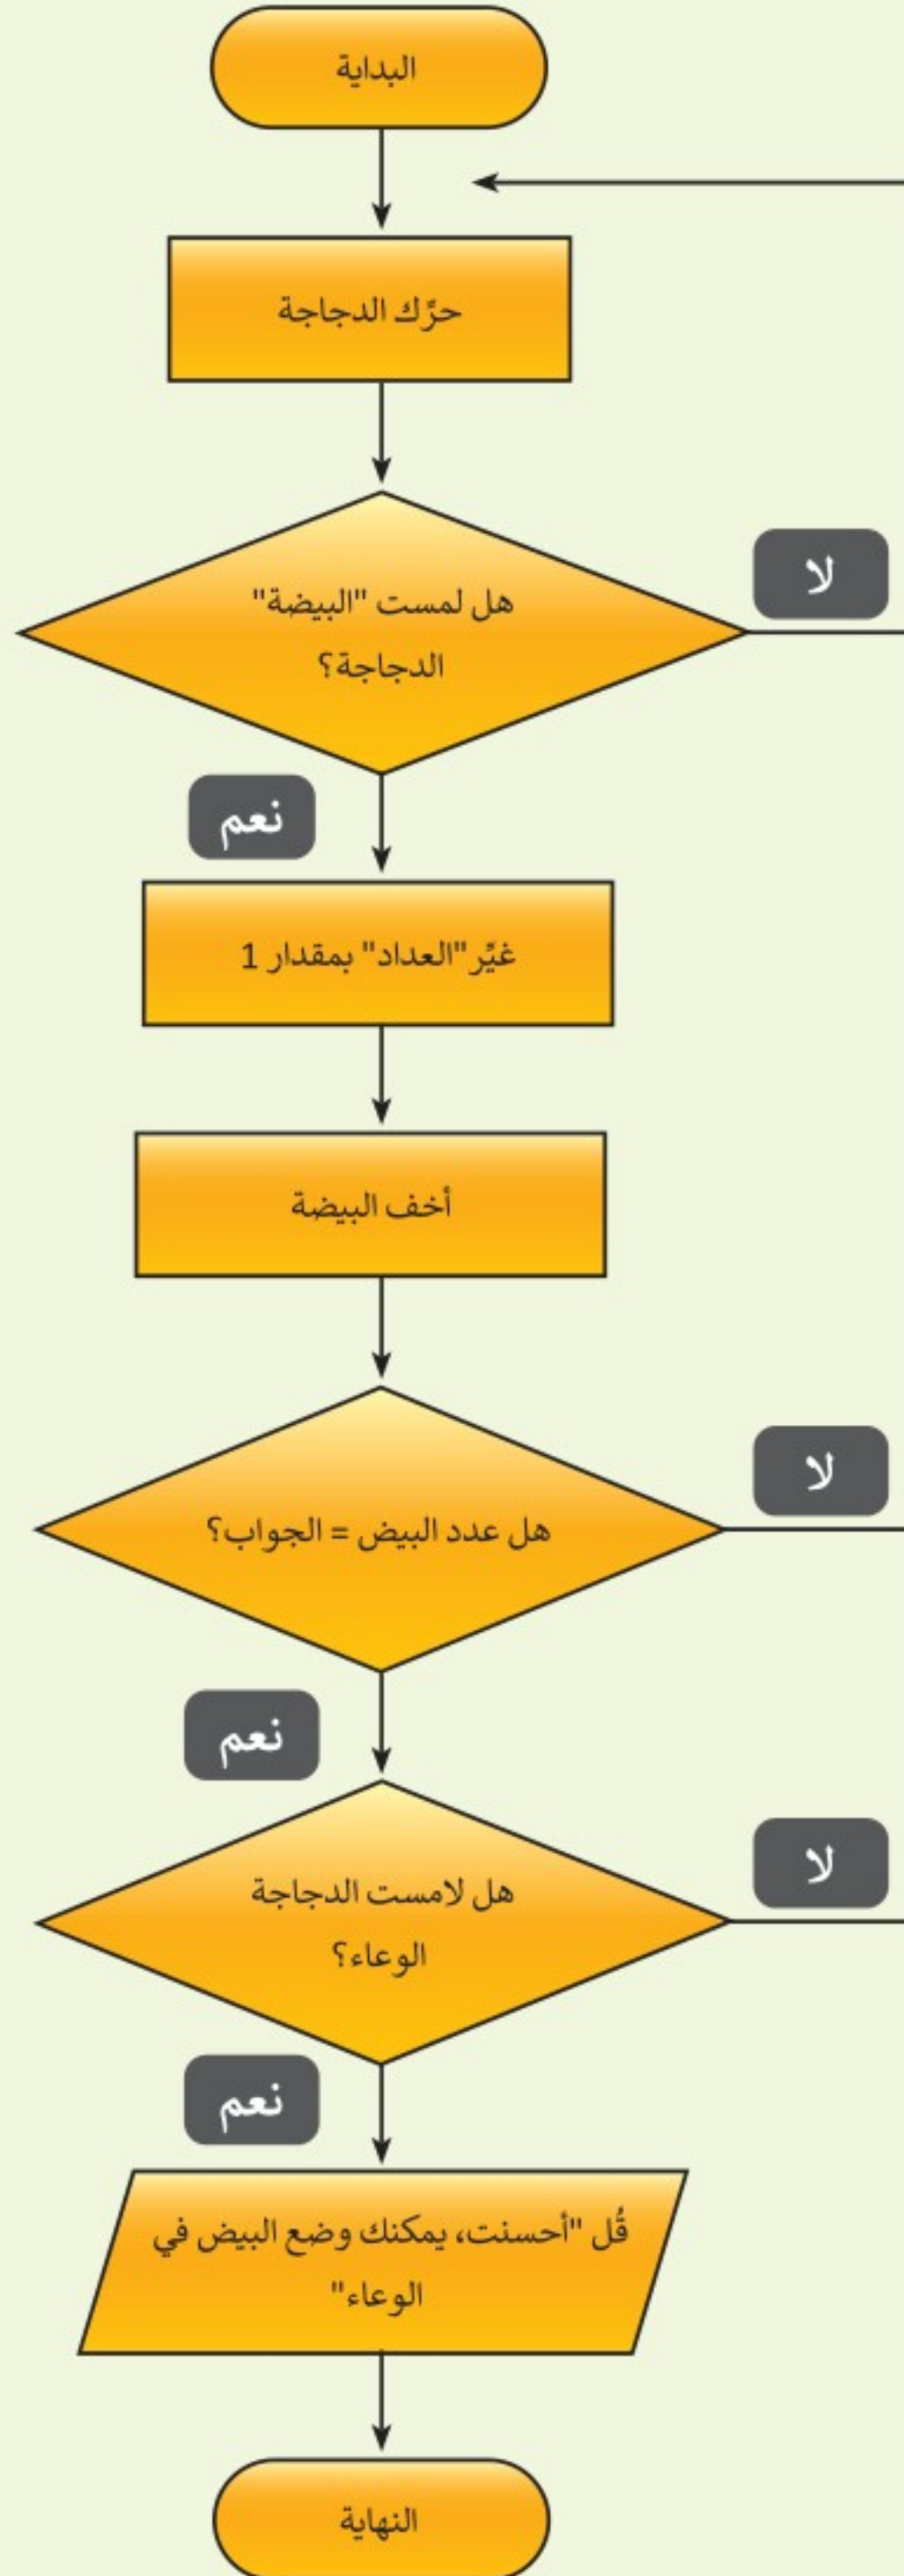 البداية
حرِّك الدجاجة
هل لمست "البيضة"
الدجاجة؟
لا
نعم
غيِّر "العداد" بمقدار 1
أخف البيضة
هل عدد البيض = الجواب؟
لا
نعم
هل لامست الدجاجة
الوعاء؟
لا
نعم
قُل "أحسنت، يمكنك وضع البيض في
الوعاء"
النهاية